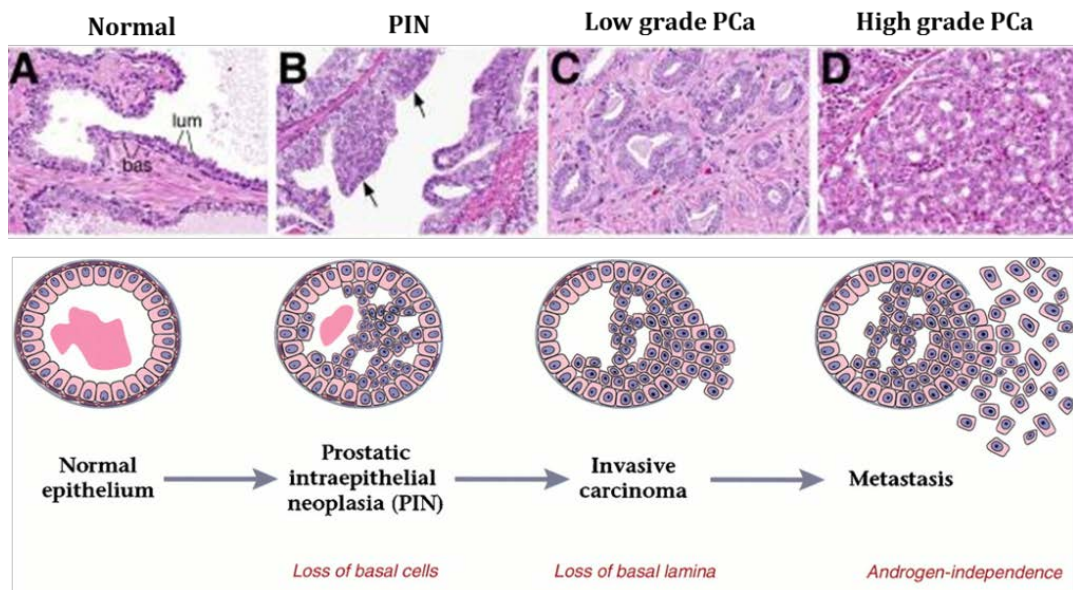 Normal
PIN
Low grade PCa
High grade PCa
A
B
C
D
lum
bas
Normal
epithelium
Prostatic
intraepithelial
neoplasia (PIN)
Invasive
carcinoma
Metastasis
Loss of basal cells
Loss of basal lamina
Androgen-independence